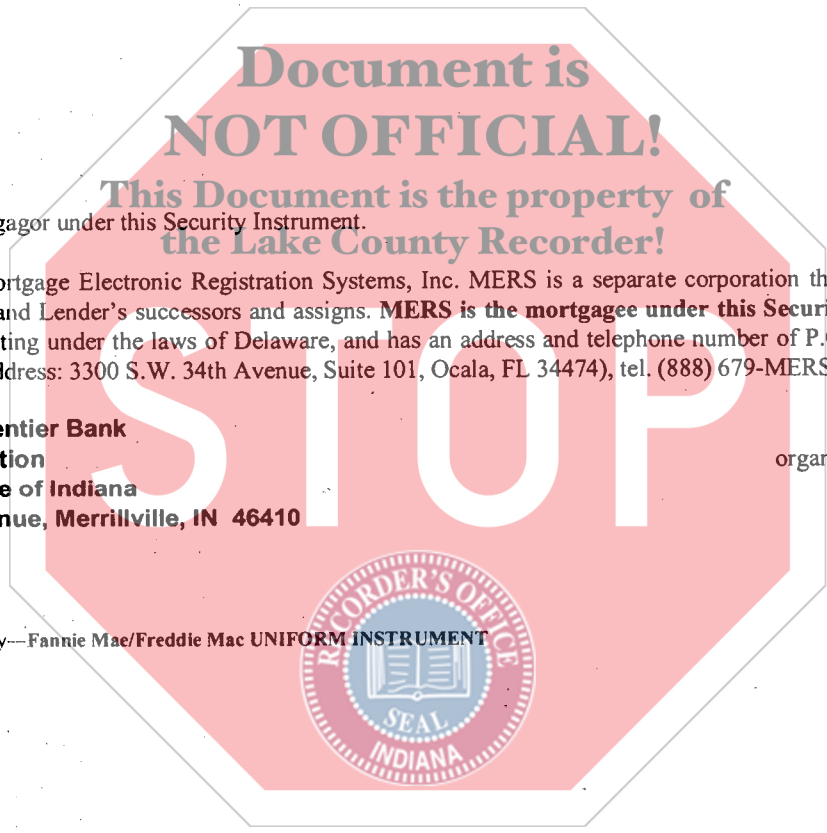 Document is
NOT OFFICIAL!
This Document is the property of
gagor under this Security Instrument.
the Lake County Recorder!
ortgage Electronic Registration Systems, Inc. MERS is a separate corporation th
and Lender's successors and assigns. MERS is the mortgagee under this Securi
ting under the laws of Delaware, and has an address and telephone number of P.
ddress: 3300 S.W. 34th Avenue, Suite 101, Ocala, FL 34474), tel. (888) 679-MERS
STOP
entier Bank
tion organ
e of Indiana
nue, Merrillville, IN 46410
RECORDER'S OFFICE
y—Fannie Mae/Freddie Mac UNIFORM INSTRUMENT
SEAL
INDIANA